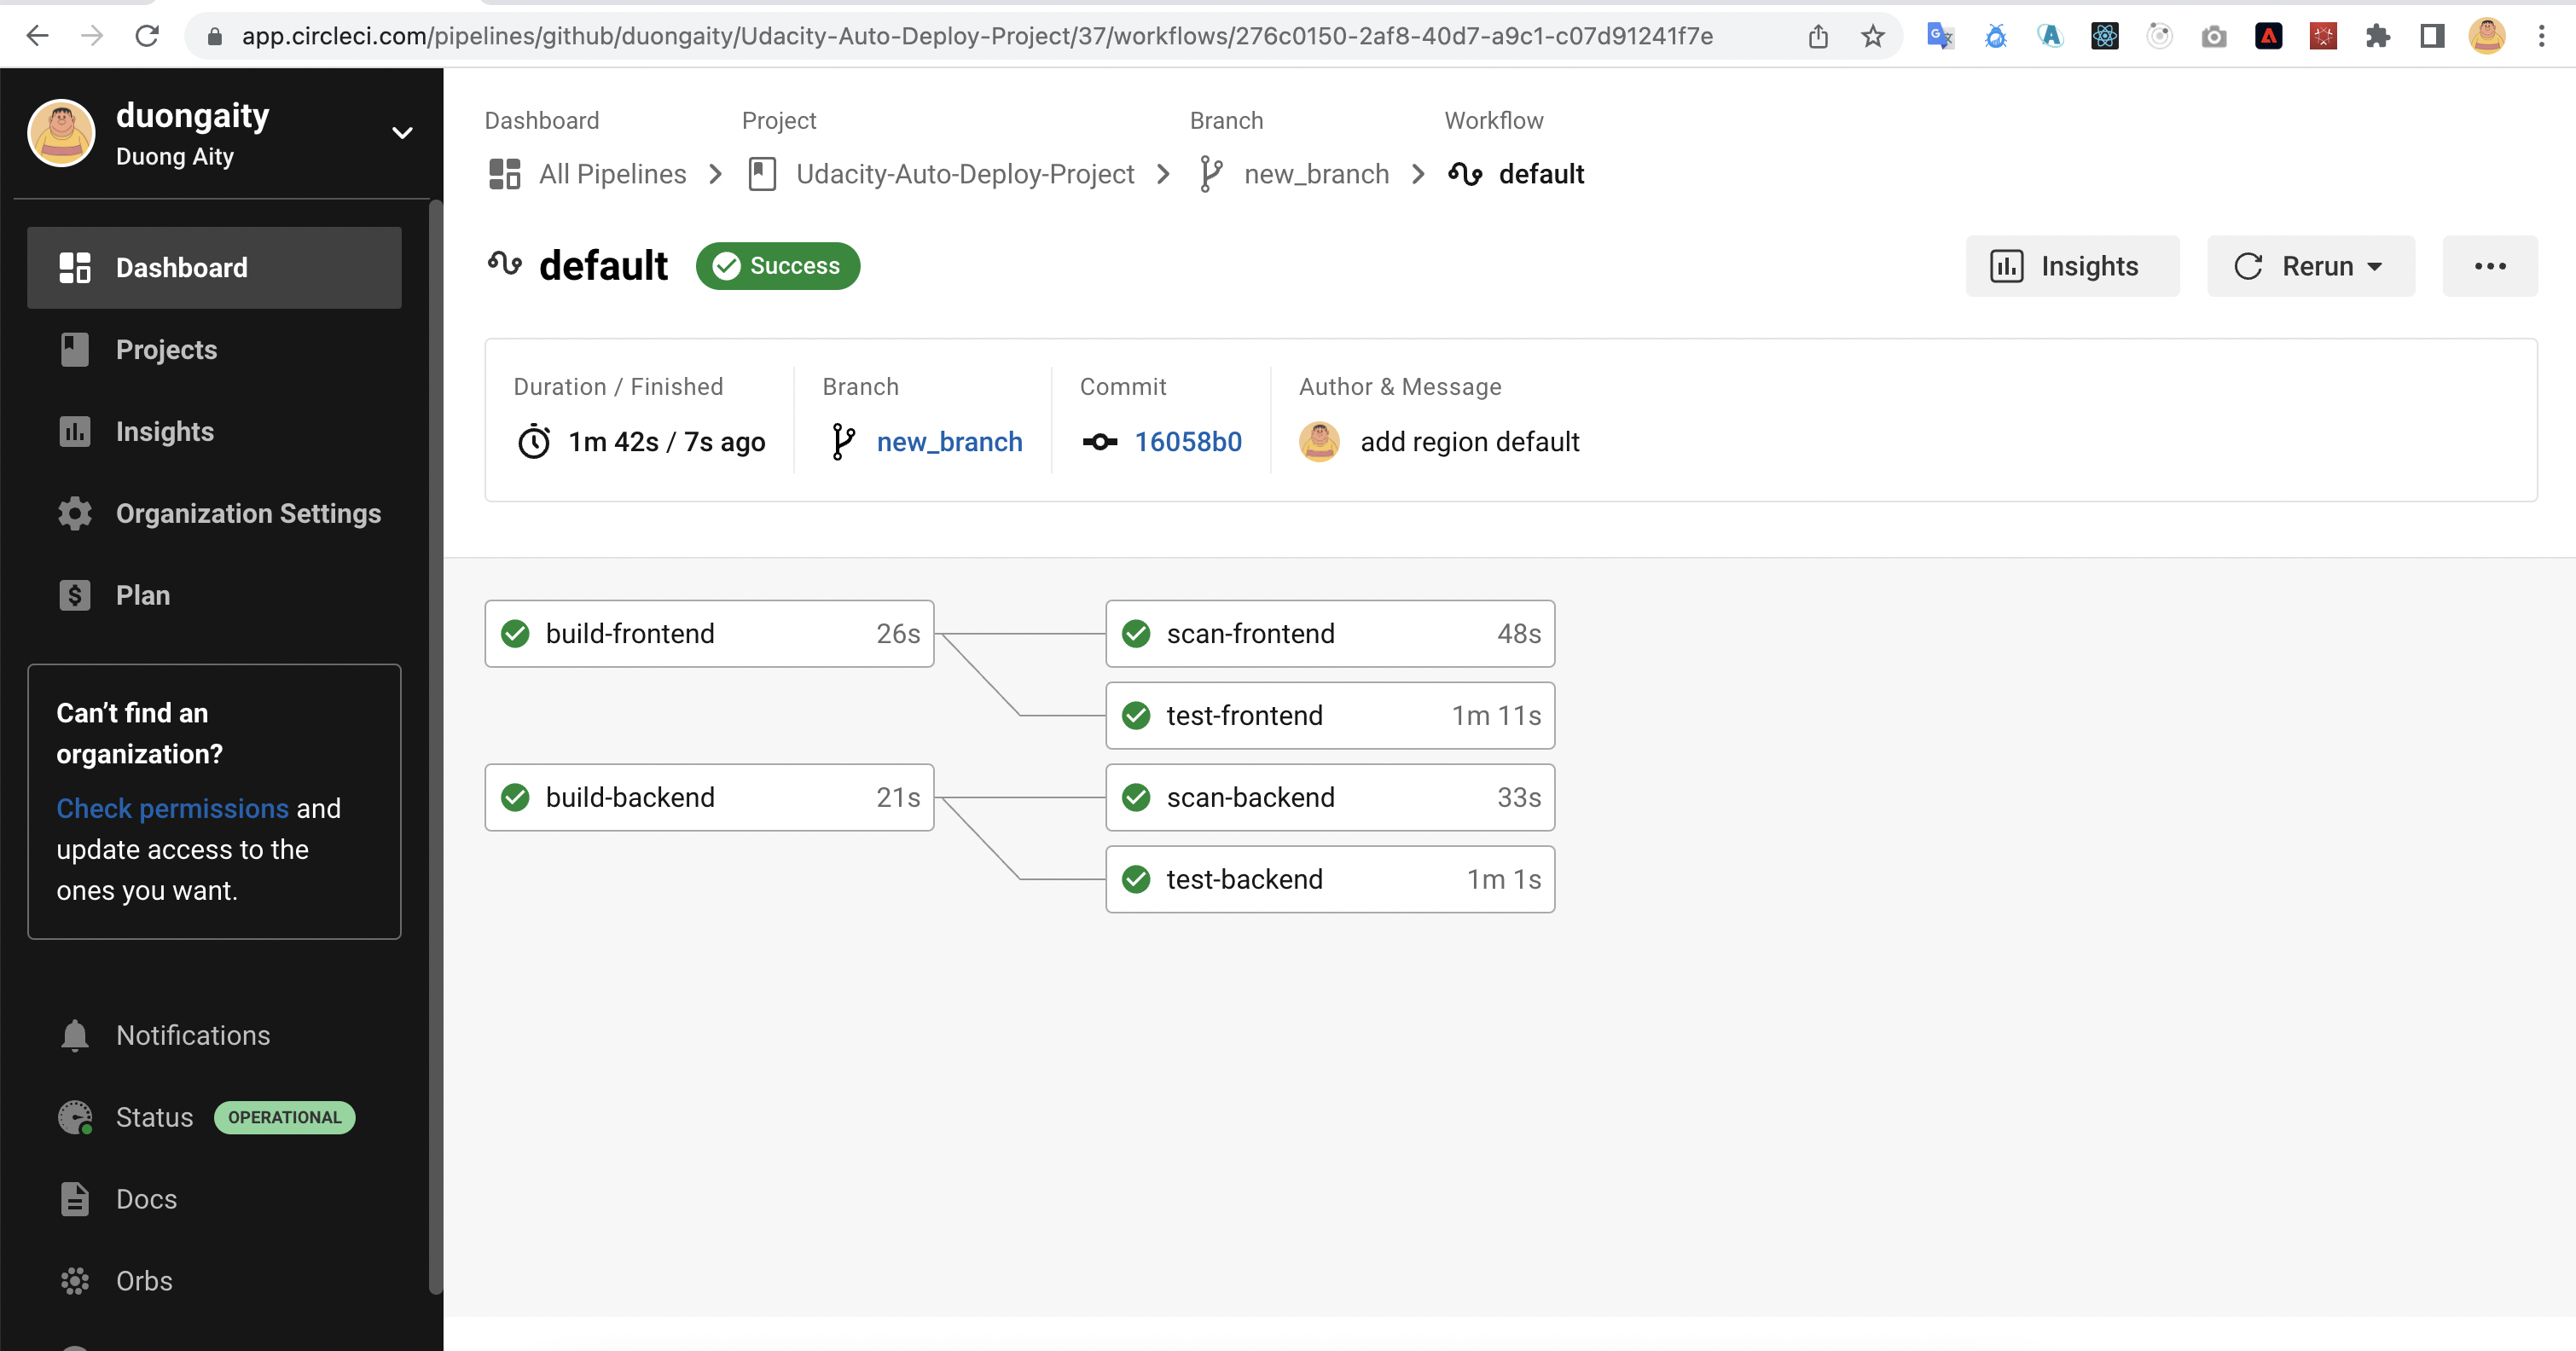 app.circleci.com/pipelines/github/duongaity/Udacity-Auto-Deploy-Project/37/workflows/276c0150-2af8-40d7-a9c1-c07d91241f7e
duongaity
Duong Aity
Dashboard
Projects
Insights
Organization Settings
Plan
Can’t find an
organization?
Check permissions and
update access to the
ones you want.
Notifications
Status OPERATIONAL
Docs
Orbs
Dashboard Project Branch Workflow
All Pipelines Udacity-Auto-Deploy-Project new_branch default
default Success
Insights Rerun
Duration / Finished Branch Commit Author & Message
1m 42s / 7s ago new_branch 16058b0 add region default
build-frontend 26s scan-frontend 48s
test-frontend 1m 11s
build-backend 21s scan-backend 33s
test-backend 1m 1s